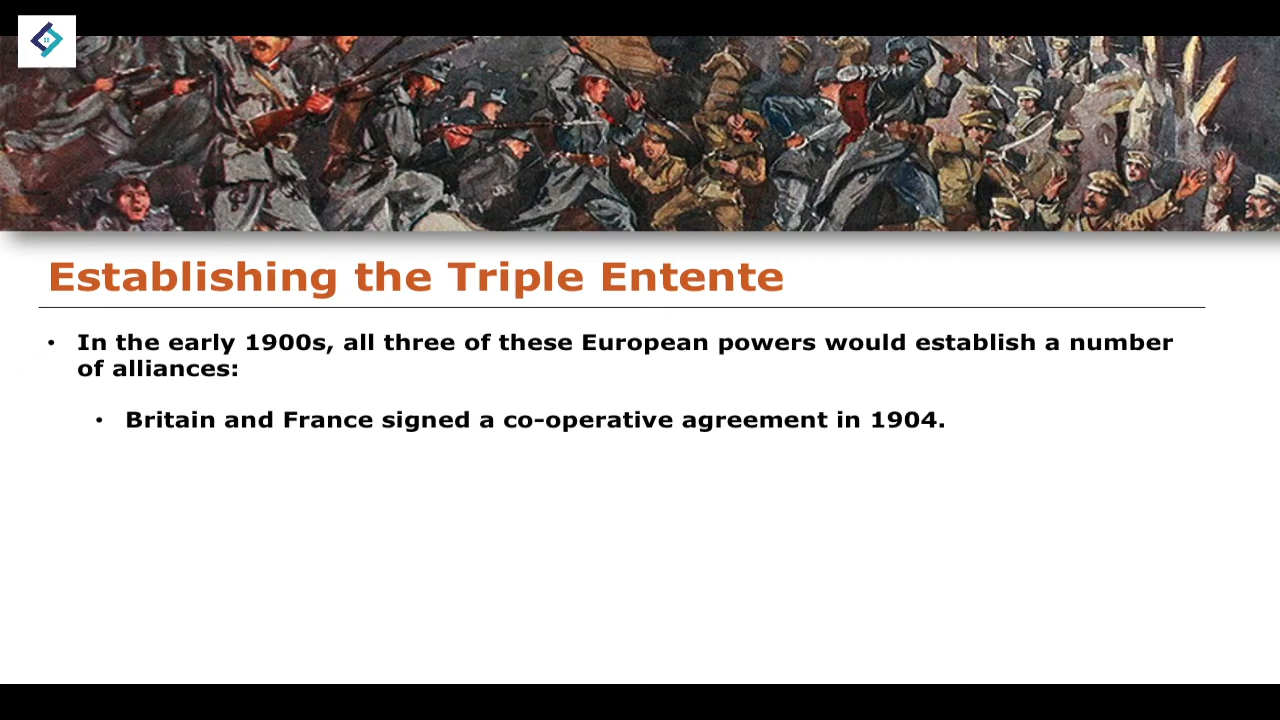 Establishing the Triple Entente
• In the early 1900s, all three of these European powers would establish a number
of alliances:
• Britain and France signed a co-operative agreement in 1904.